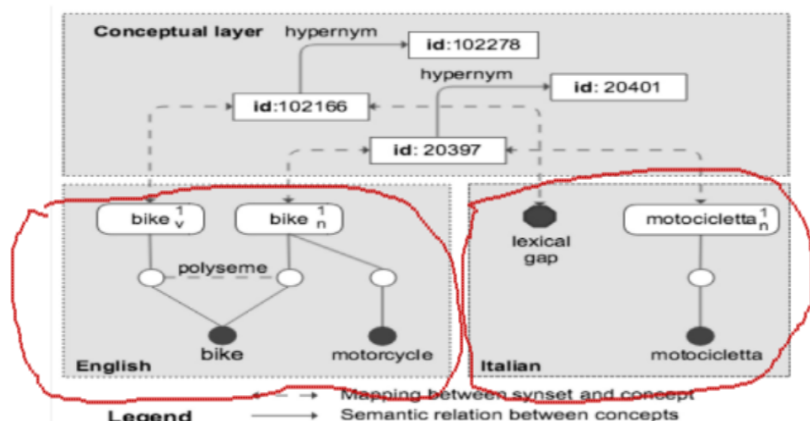 Conceptual layer
hypernym
id:102278
hypernym
id: 20401
id:102166
id: 20397
bike 1 v
bike 1 n
lexical gap
motocicletta 1 n
polyseme
bike
motorcycle
motocicletta
English
Italian
Mapping between synset and concept
Legend
Semantic relation between concepts